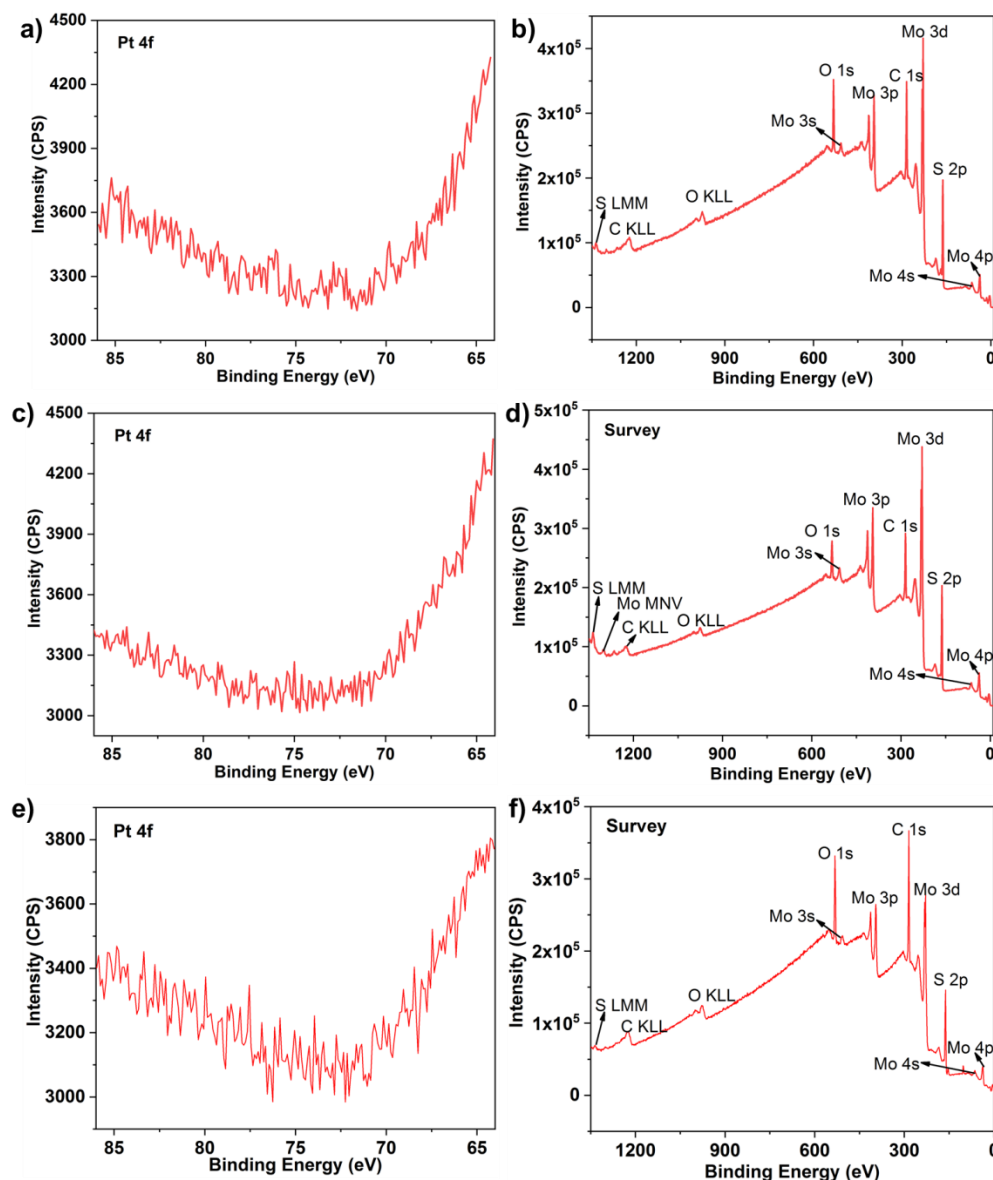 a)
Pt 4f
Intensity (CPS)
4500
4200
3900
3600
3300
3000
85 80 75 70 65
Binding Energy (eV)
b)
Intensity (CPS)
4x10⁵
3x10⁵
2x10⁵
1x10⁵
0
Mo 3d
O 1s
C 1s
Mo 3p
Mo 3s
S 2p
O KLL
S LMM
C KLL
Mo 4p
Mo 4s
1200 900 600 300 0
Binding Energy (eV)
c)
Pt 4f
Intensity (CPS)
4500
4200
3900
3600
3300
3000
85 80 75 70 65
Binding Energy (eV)
d)
Survey
Intensity (CPS)
5x10⁵
4x10⁵
3x10⁵
2x10⁵
1x10⁵
0
Mo 3d
Mo 3p
O 1s
C 1s
Mo 3s
S 2p
S LMM
Mo MNV
C KLL
O KLL
Mo 4p
Mo 4s
1200 900 600 300 0
Binding Energy (eV)
e)
Pt 4f
Intensity (CPS)
3800
3600
3400
3200
3000
85 80 75 70 65
Binding Energy (eV)
f)
Survey
Intensity (CPS)
4x10⁵
3x10⁵
2x10⁵
1x10⁵
0
C 1s
O 1s
Mo 3d
Mo 3p
Mo 3s
S 2p
O KLL
S LMM
C KLL
Mo 4p
Mo 4s
1200 900 600 300 0
Binding Energy (eV)